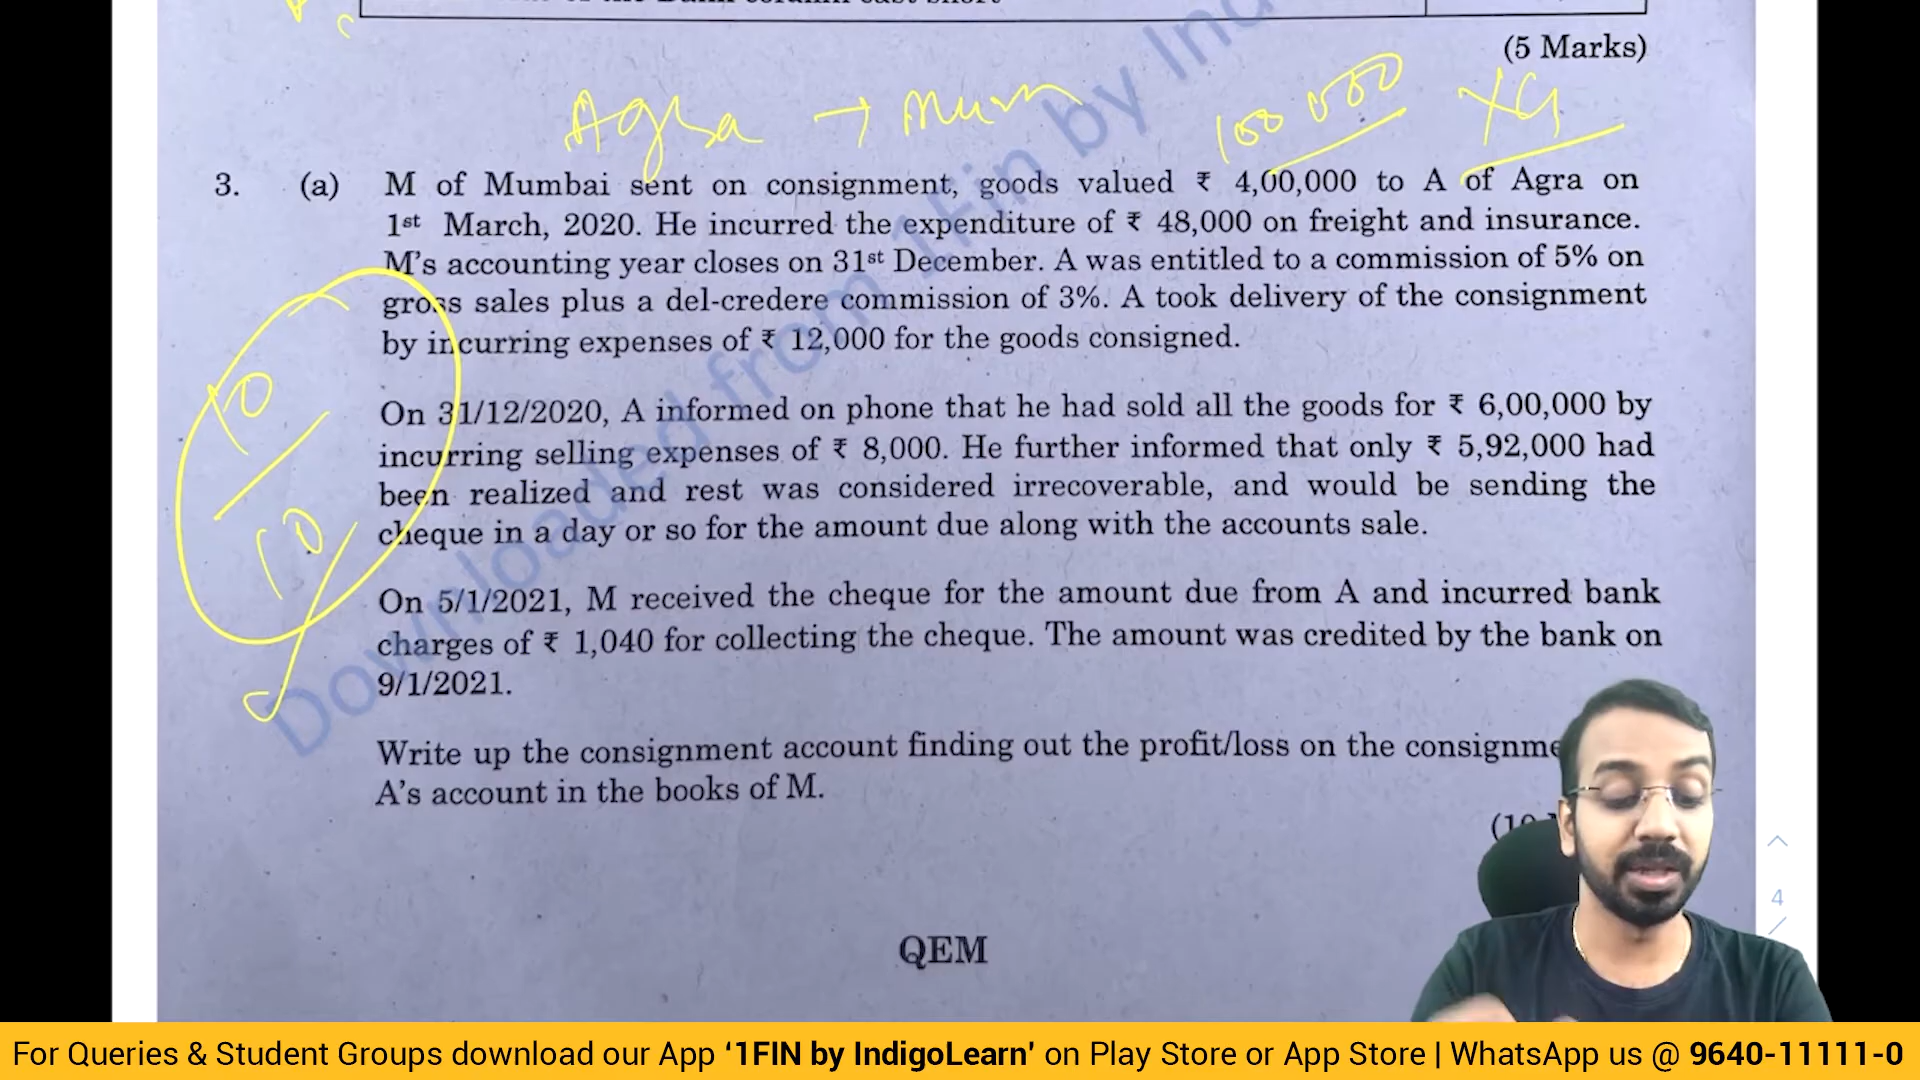 (5 Marks)
Agra → Mum 100 000 X 4
3. (a) M of Mumbai sent on consignment, goods valued ₹ 4,00,000 to A of Agra on
1st March, 2020. He incurred the expenditure of ₹ 48,000 on freight and insurance.
M's accounting year closes on 31st December. A was entitled to a commission of 5% on
gross sales plus a del-credere commission of 3%. A took delivery of the consignment
by incurring expenses of ₹ 12,000 for the goods consigned.
On 31/12/2020, A informed on phone that he had sold all the goods for ₹ 6,00,000 by
incurring selling expenses of ₹ 8,000. He further informed that only ₹ 5,92,000 had
been realized and rest was considered irrecoverable, and would be sending the
cheque in a day or so for the amount due along with the accounts sale.
10
10
On 5/1/2021, M received the cheque for the amount due from A and incurred bank
charges of ₹ 1,040 for collecting the cheque. The amount was credited by the bank on
9/1/2021.
Write up the consignment account finding out the profit/loss on the
A's account in the books of M.
QEM
4
Downloaded from 1Fin by
For Queries & Student Groups download our App '1FIN by IndigoLearn' on Play Store or App Store | WhatsApp us @ 9640-11111-0